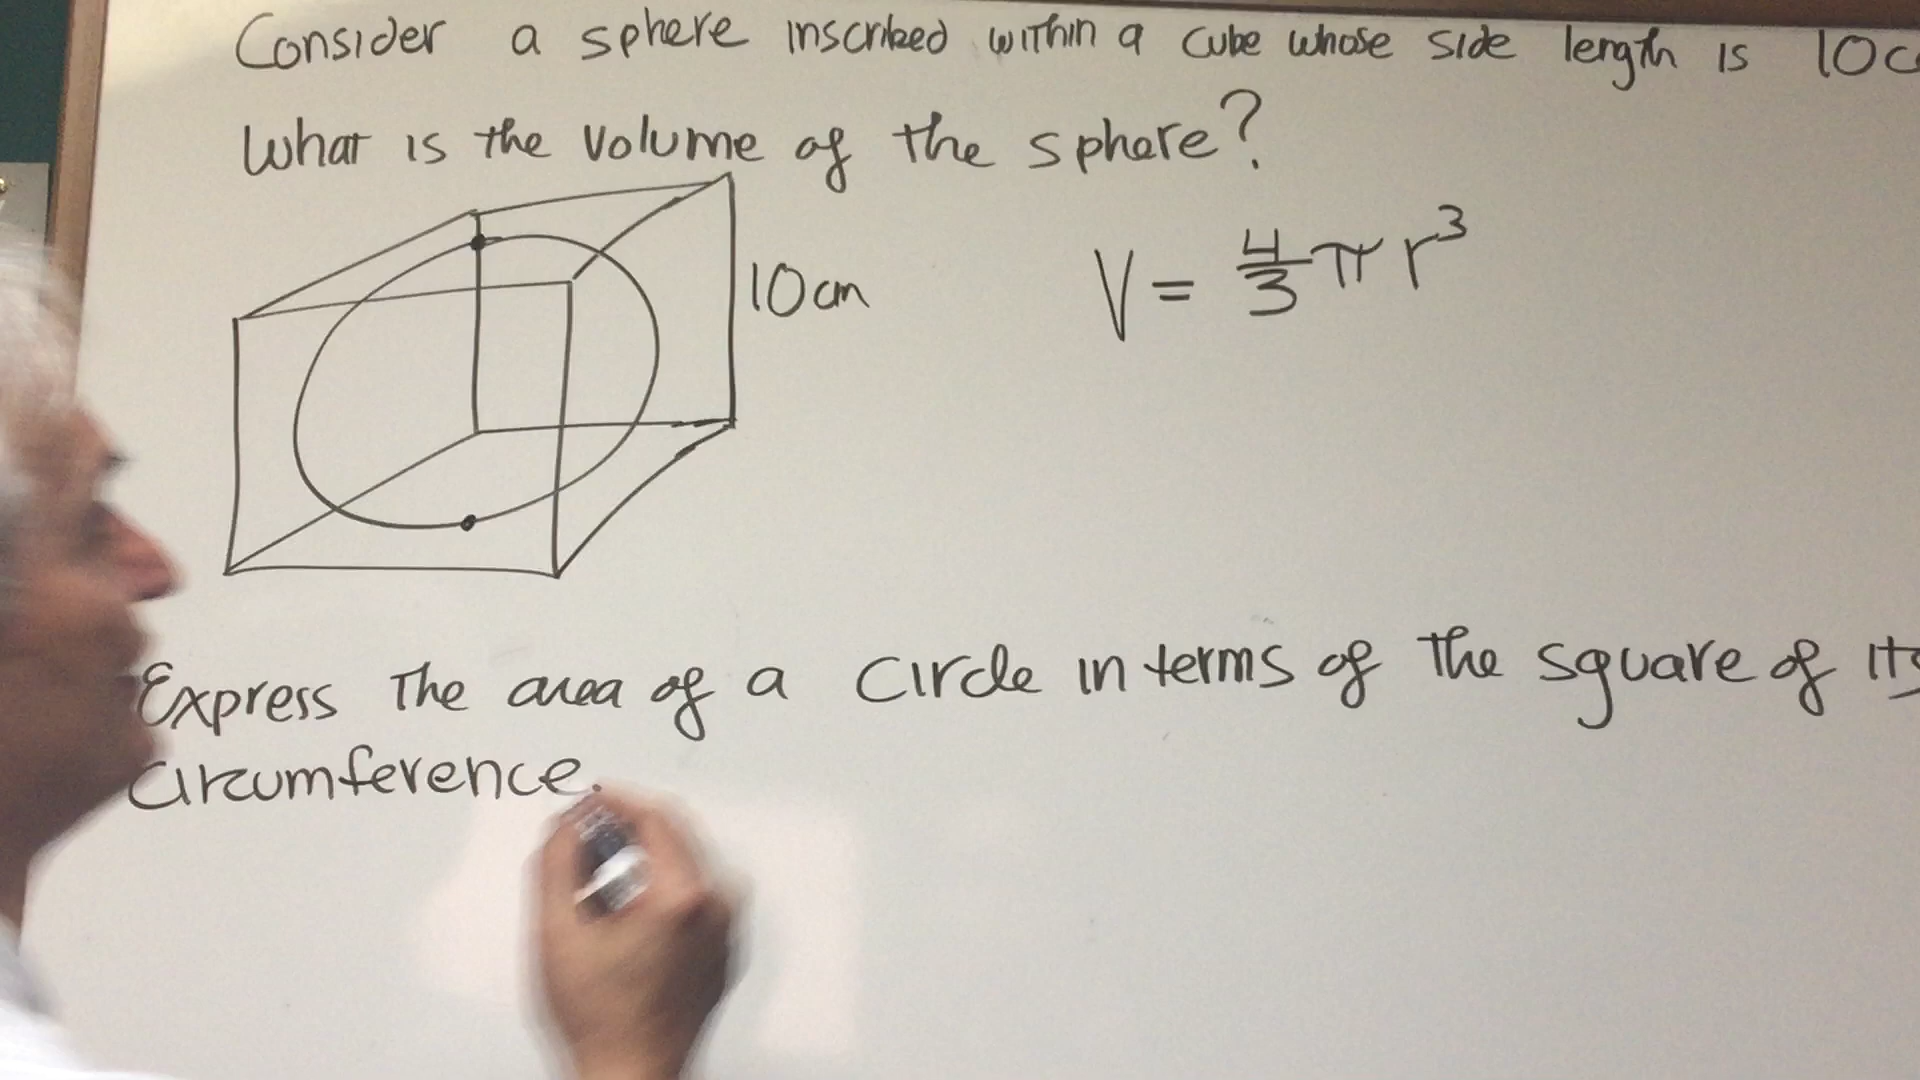 Consider a sphere inscribed within a cube whose side length is 10c
What is the volume of the sphere?
10cm
V = 4/3 π r³
Express the area of a circle in terms of the square of its
circumference.